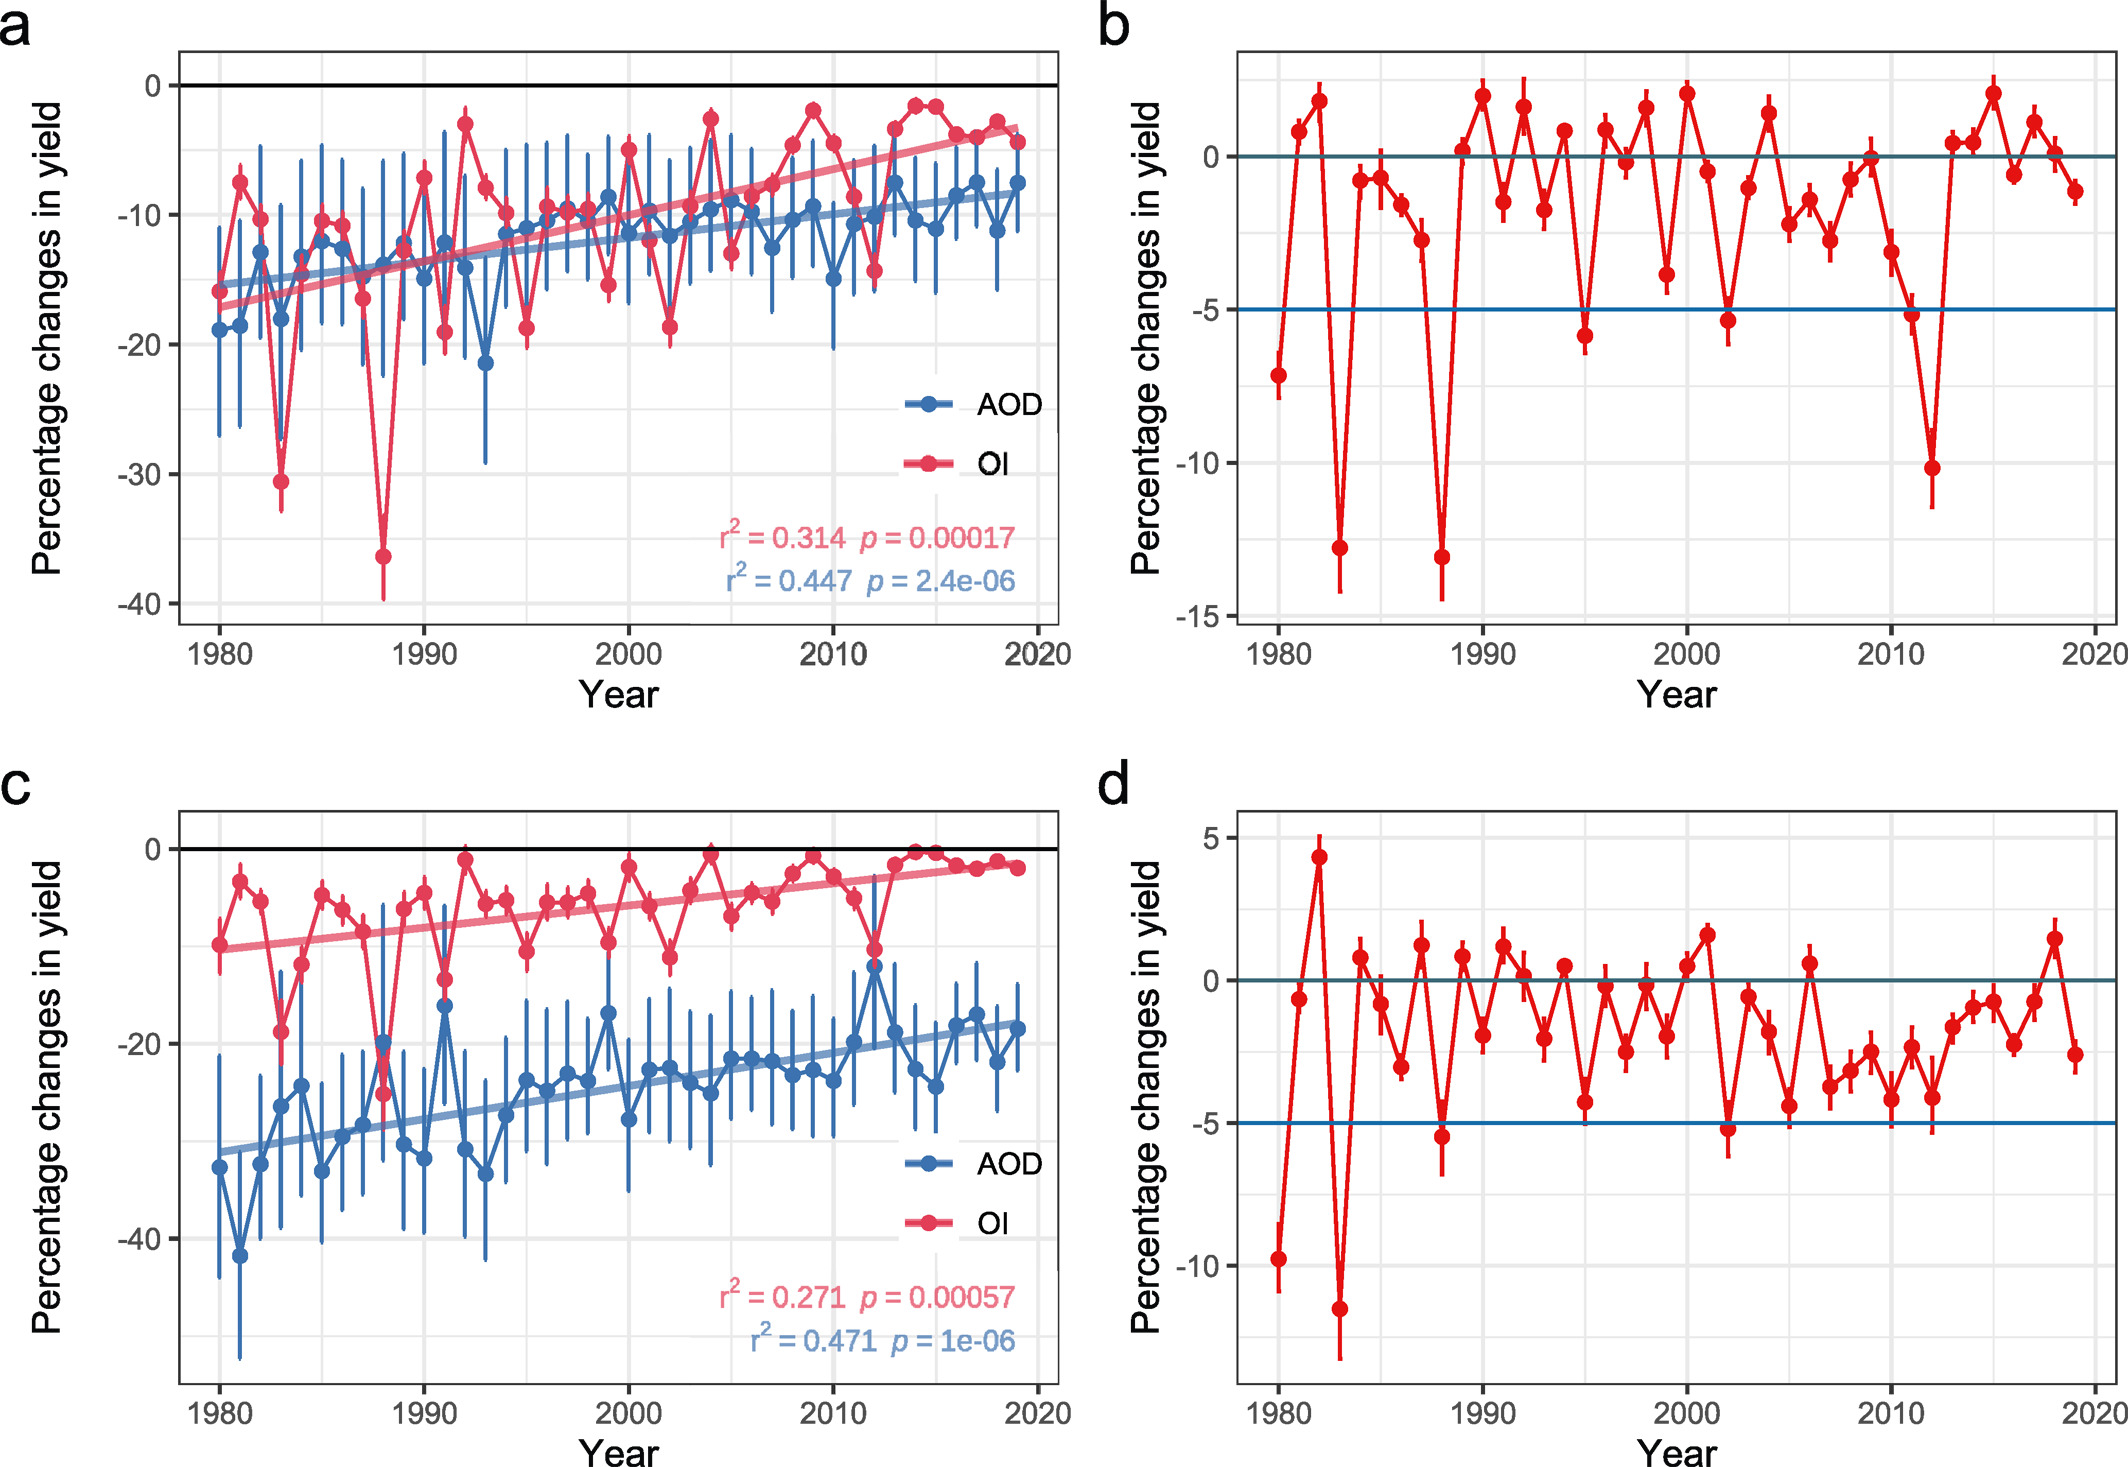 a
Percentage changes in yield
0
-10
-20
-30
-40
AOD
OI
r2 = 0.314 p = 0.00017
r2 = 0.447 p = 2.4e-06
1980 1990 2000 2010 2020
Year
b
Percentage changes in yield
0
-5
-10
-15
1980 1990 2000 2010 2020
Year
c
Percentage changes in yield
0
-20
-40
AOD
OI
r2 = 0.271 p = 0.00057
r2 = 0.471 p = 1e-06
1980 1990 2000 2010 2020
Year
d
Percentage changes in yield
5
0
-5
-10
1980 1990 2000 2010 2020
Year